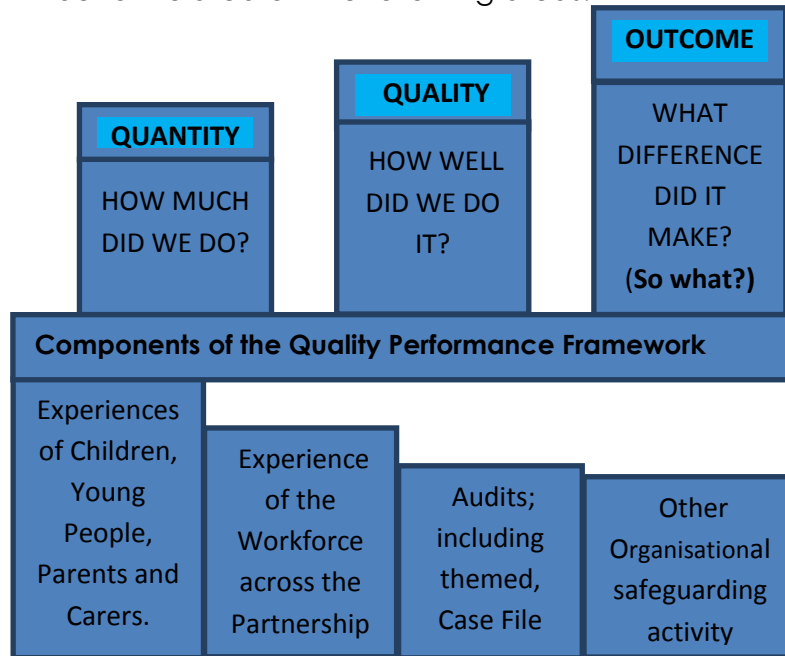 QUANTITY
HOW MUCH
DID WE DO?
QUALITY
HOW WELL
DID WE DO
IT?
OUTCOME
WHAT
DIFFERENCE
DID IT
MAKE?
(So what?)
Components of the Quality Performance Framework
Experiences
of Children,
Young
People,
Parents and
Carers.
Experience
of the
Workforce
across the
Partnership
Audits;
including
themed,
Case File
Other
Organisational
safeguarding
activity